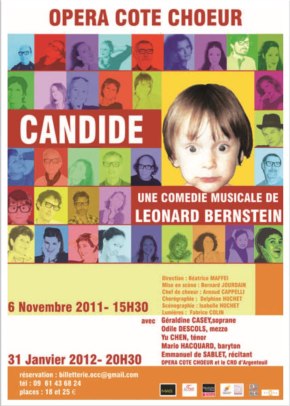 OPERA COTE CHOEUR
CANDIDE
UNE COMEDIE MUSICALE DE
LEONARD BERNSTEIN
Direction : Béatrice MAFFEI
Mise en scène : Bernard JOURDAIN
Chef de choeur : Arnaud CAPPELLI
Chorégraphie : Delphine HOCHET
Scénographie : Isabelle HOCHET
Lumières : Fabrice COLIN
6 Novembre 2011- 15H30
avec
Géraldine CASEY,soprane
Odile DESCOLS, mezzo
Yu CHEN, ténor
Mario HACQUARD, baryton
Emmanuel de SABLET, récitant
OPERA COTE CHOEUR et le CRD d'Argenteuil
31 Janvier 2012- 20H30
réservation : billetterie.occ@gmail.com
tél : 09 61 43 68 24
places : 18 et 25 €